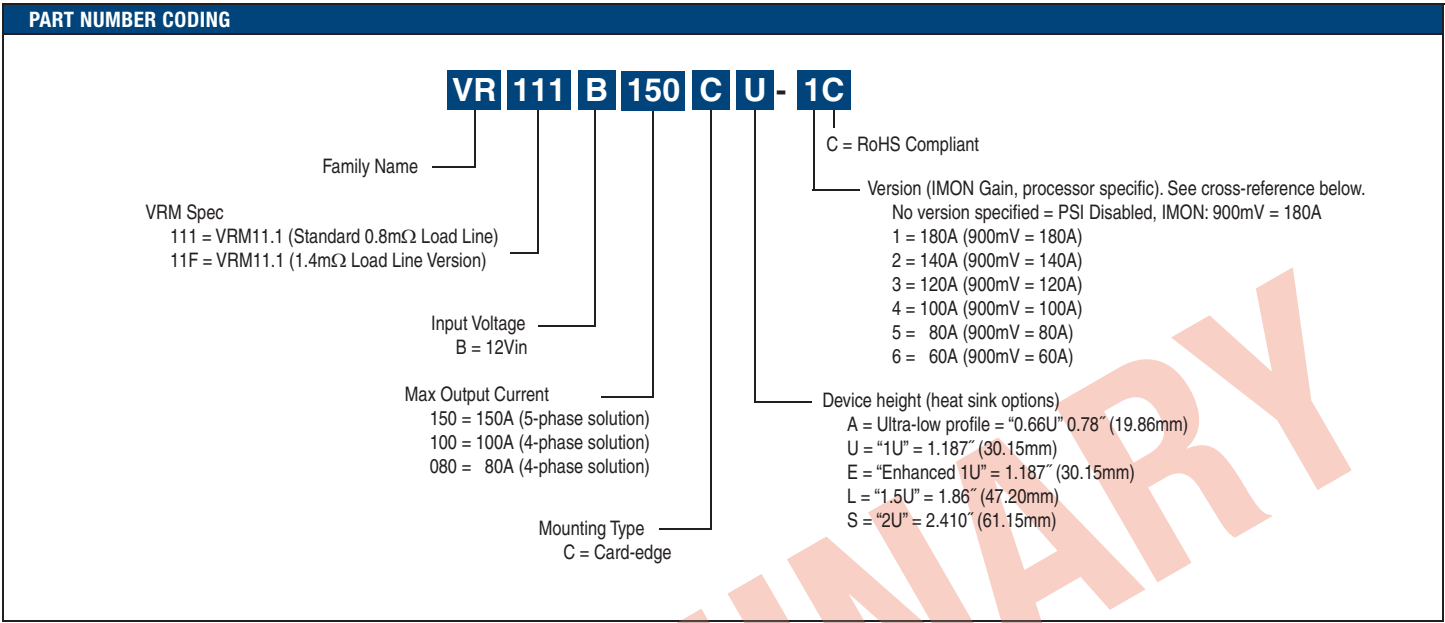 PART NUMBER CODING
VR 111 B 150 C U - 1C
C = RoHS Compliant
Family Name
Version (IMON Gain, processor specific). See cross-reference below.
No version specified = PSI Disabled, IMON: 900mV = 180A
1 = 180A (900mV = 180A)
2 = 140A (900mV = 140A)
3 = 120A (900mV = 120A)
4 = 100A (900mV = 100A)
5 = 80A (900mV = 80A)
6 = 60A (900mV = 60A)
VRM Spec
111 = VRM11.1 (Standard 0.8mΩ Load Line)
11F = VRM11.1 (1.4mΩ Load Line Version)
Input Voltage
B = 12Vin
Max Output Current
150 = 150A (5-phase solution)
100 = 100A (4-phase solution)
080 = 80A (4-phase solution)
Device height (heat sink options)
A = Ultra-low profile = “0.66U” 0.78˝ (19.86mm)
U = “1U” = 1.187˝ (30.15mm)
E = “Enhanced 1U” = 1.187˝ (30.15mm)
L = “1.5U” = 1.86˝ (47.20mm)
S = “2U” = 2.410˝ (61.15mm)
Mounting Type
C = Card-edge